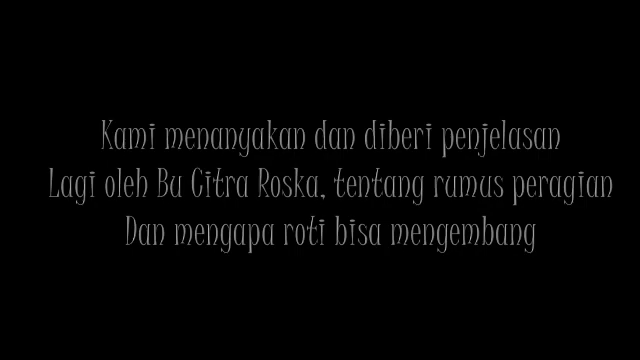 Kami menanyakan dan diberi penjelasan
Lagi oleh Bu Citra Roska, tentang rumus peragian
Dan mengapa roti bisa mengembang